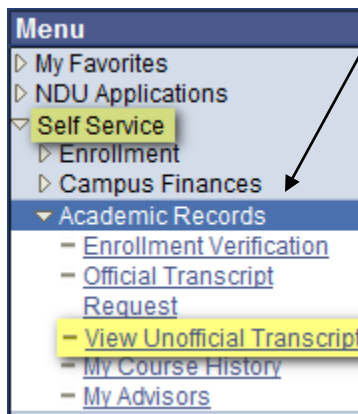 Menu
My Favorites
NDU Applications
Self Service
Enrollment
Campus Finances
Academic Records
Enrollment Verification
Official Transcript
Request
View Unofficial Transcript
My Course History
My Advisors